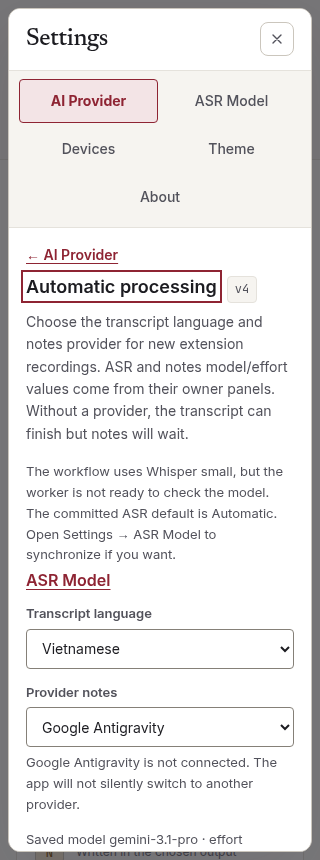 Settings
×
AI Provider
ASR Model
Devices
Theme
About
← AI Provider
Automatic processing v4
Choose the transcript language and
notes provider for new extension
recordings. ASR and notes model/effort
values come from their owner panels.
Without a provider, the transcript can
finish but notes will wait.
The workflow uses Whisper small, but the
worker is not ready to check the model.
The committed ASR default is Automatic.
Open Settings → ASR Model to
synchronize if you want.
ASR Model
Transcript language
Vietnamese
Provider notes
Google Antigravity
Google Antigravity is not connected. The
app will not silently switch to another
provider.
Saved model gemini-3.1-pro · effort